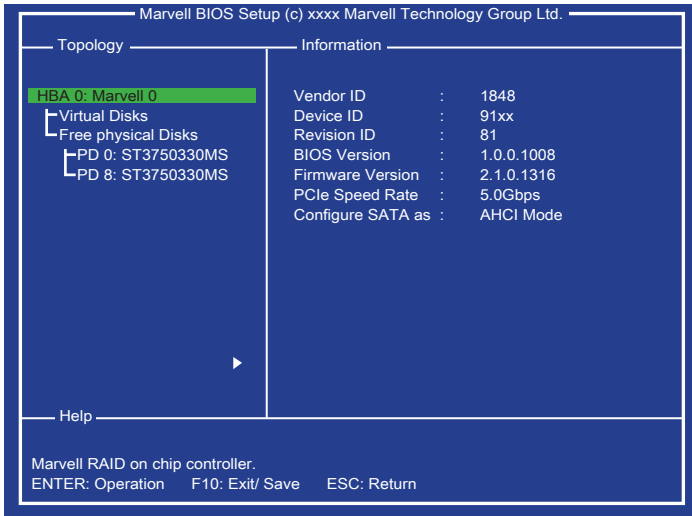 Marvell BIOS Setup (c) xxxx Marvell Technology Group Ltd.
Topology
HBA 0: Marvell 0
Virtual Disks
Free physical Disks
PD 0: ST3750330MS
PD 8: ST3750330MS
Information
Vendor ID : 1848
Device ID : 91xx
Revision ID : 81
BIOS Version : 1.0.0.1008
Firmware Version : 2.1.0.1316
PCIe Speed Rate : 5.0Gbps
Configure SATA as : AHCI Mode
Help
Marvell RAID on chip controller.
ENTER: Operation F10: Exit/ Save ESC: Return